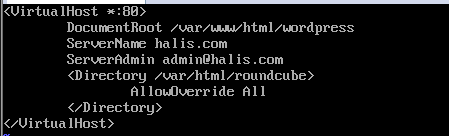 <VirtualHost *:80>
DocumentRoot /var/www/html/wordpress
ServerName halis.com
ServerAdmin admin@halis.com
<Directory /var/html/roundcube>
AllowOverride All
</Directory>
</VirtualHost>